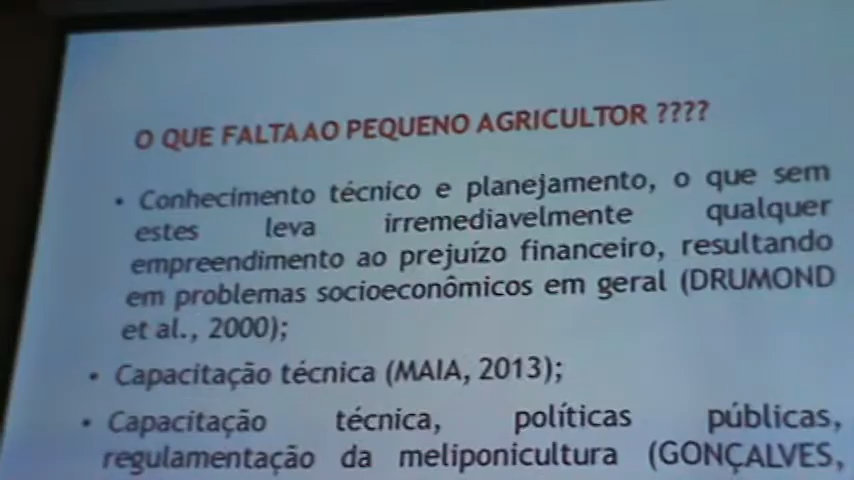 O QUE FALTA AO PEQUENO AGRICULTOR ????
• Conhecimento técnico e planejamento, o que sem
estes leva irremediavelmente qualquer
empreendimento ao prejuízo financeiro, resultando
em problemas socioeconômicos em geral (DRUMOND
et al., 2000);
• Capacitação técnica (MAIA, 2013);
• Capacitação técnica, políticas públicas,
regulamentação da meliponicultura (GONÇALVES,